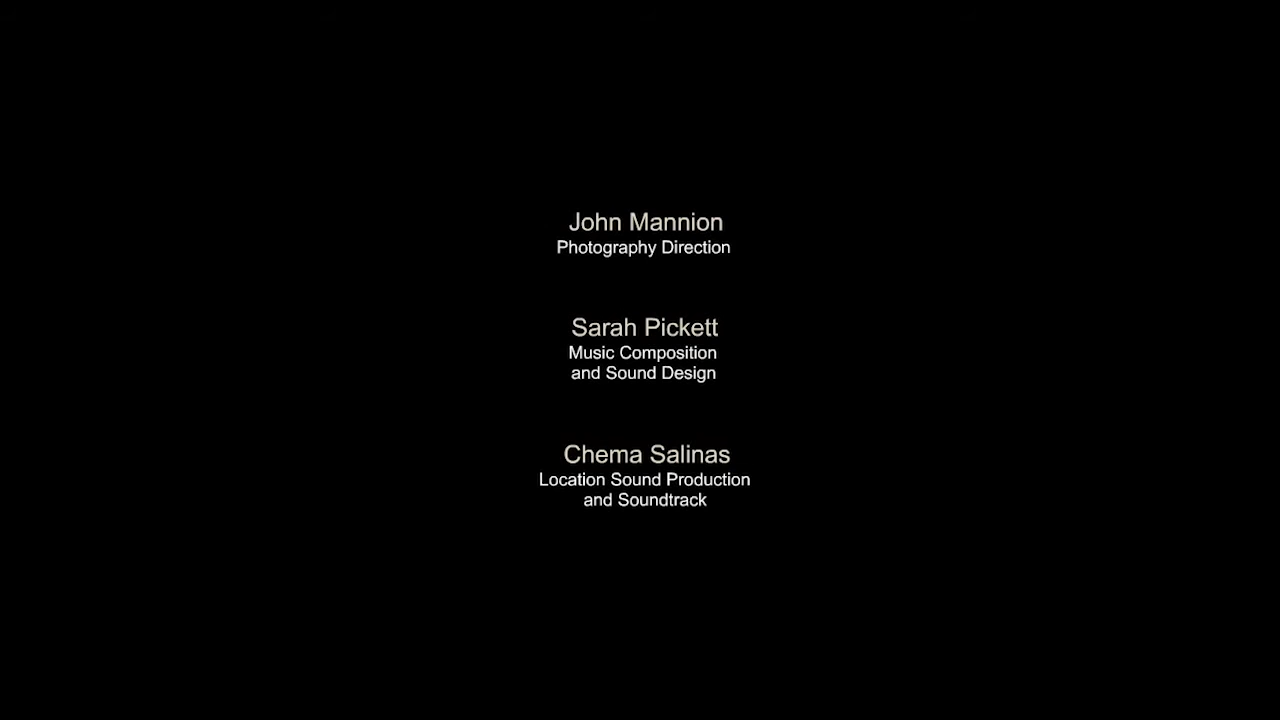 John Mannion
Photography Direction
Sarah Pickett
Music Composition
and Sound Design
Chema Salinas
Location Sound Production
and Soundtrack